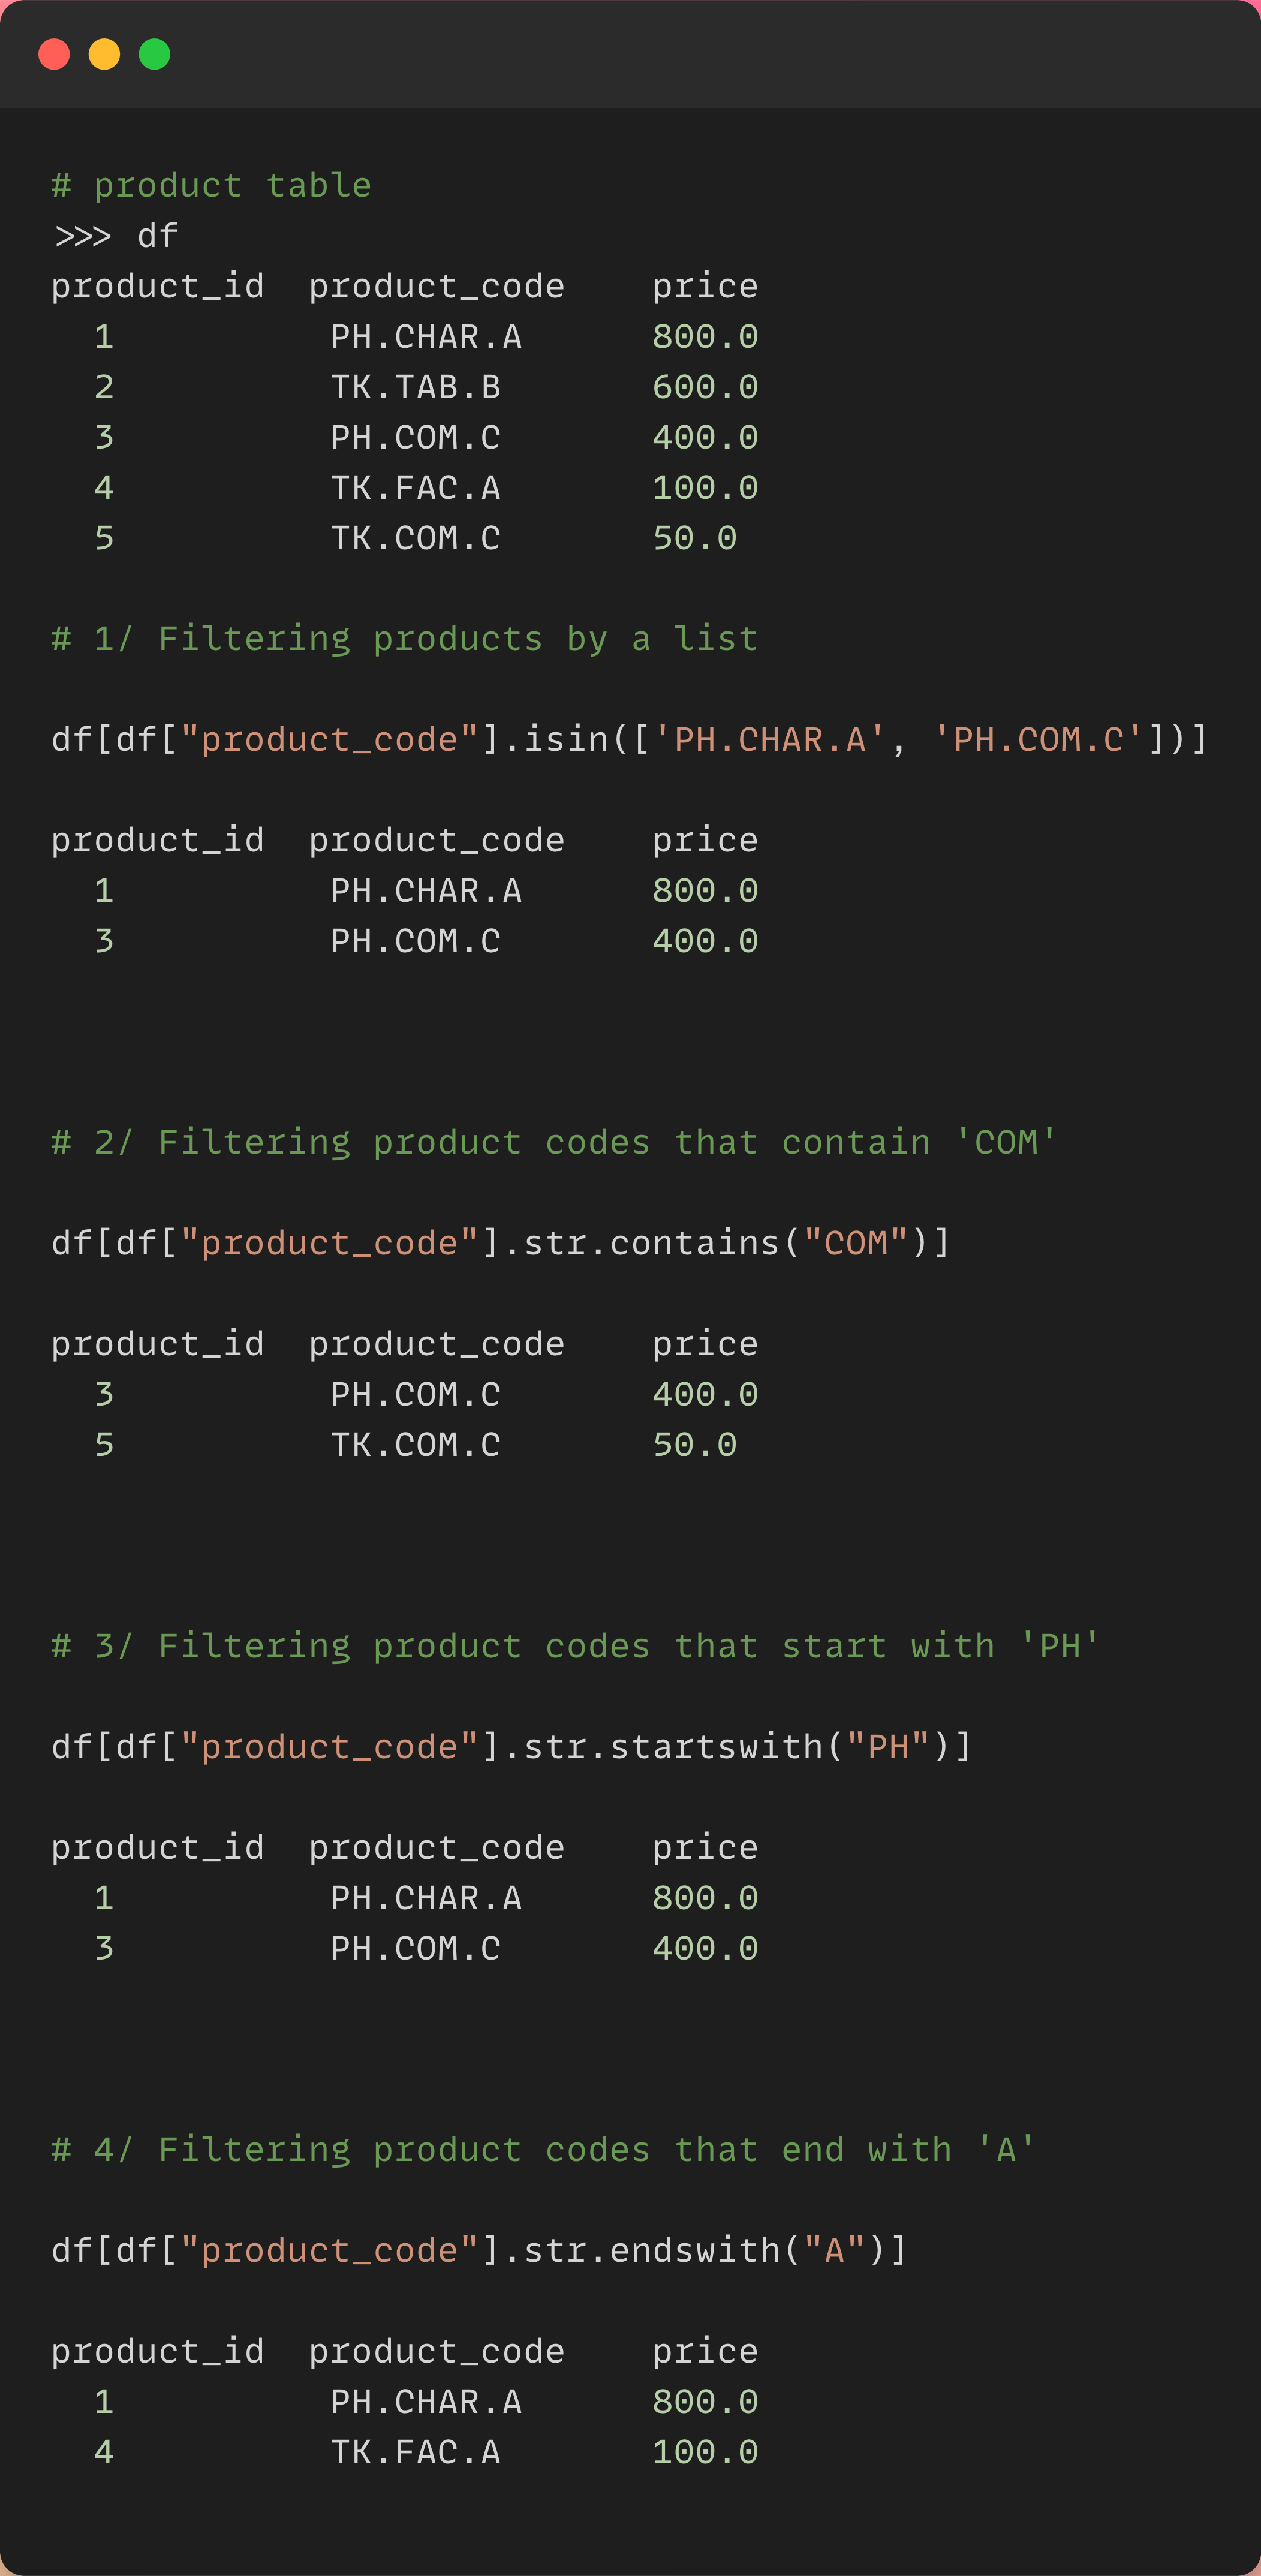 # product table
>>> df
product_id  product_code    price
  1          PH.CHAR.A      800.0
  2          TK.TAB.B       600.0
  3          PH.COM.C       400.0
  4          TK.FAC.A       100.0
  5          TK.COM.C       50.0
# 1/ Filtering products by a list
df[df["product_code"].isin(['PH.CHAR.A', 'PH.COM.C'])]
product_id  product_code    price
  1          PH.CHAR.A      800.0
  3          PH.COM.C       400.0
# 2/ Filtering product codes that contain 'COM'
df[df["product_code"].str.contains("COM")]
product_id  product_code    price
  3          PH.COM.C       400.0
  5          TK.COM.C       50.0
# 3/ Filtering product codes that start with 'PH'
df[df["product_code"].str.startswith("PH")]
product_id  product_code    price
  1          PH.CHAR.A      800.0
  3          PH.COM.C       400.0
# 4/ Filtering product codes that end with 'A'
df[df["product_code"].str.endswith("A")]
product_id  product_code    price
  1          PH.CHAR.A      800.0
  4          TK.FAC.A       100.0